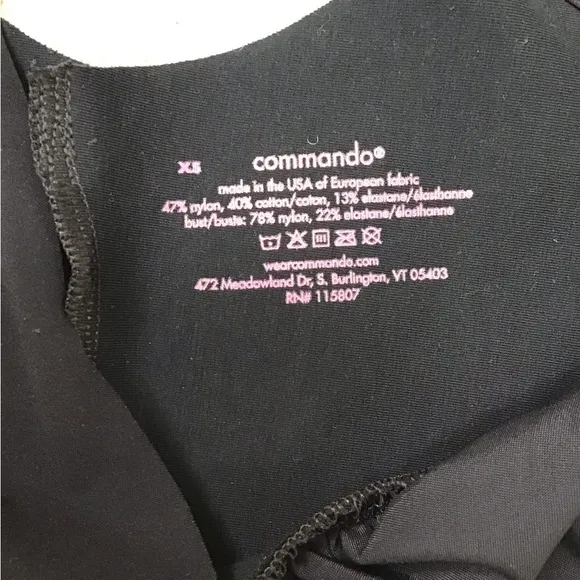 XS commando®
made in the USA of European fabric
47% nylon, 40% cotton/coton, 13% elastane/élasthanne
bust/buste: 78% nylon, 22% elastane/élasthanne
wearcommando.com
472 Meadowland Dr, S. Burlington, VT 05403
RN# 115807